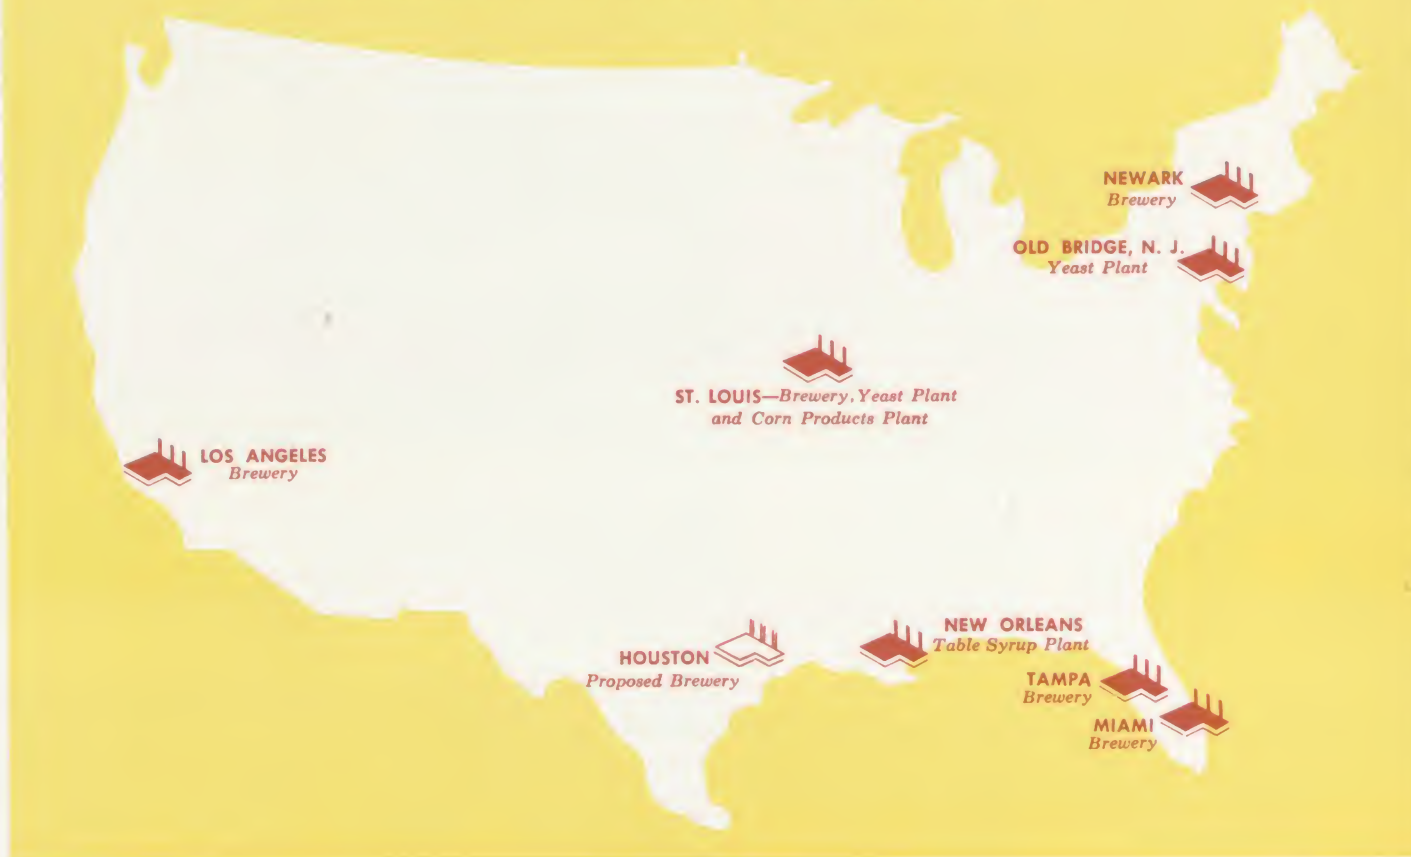 NEWARK
Brewery
OLD BRIDGE, N. J.
Yeast Plant
ST. LOUIS—Brewery, Yeast Plant
and Corn Products Plant
LOS ANGELES
Brewery
NEW ORLEANS
Table Syrup Plant
HOUSTON
Proposed Brewery
TAMPA
Brewery
MIAMI
Brewery